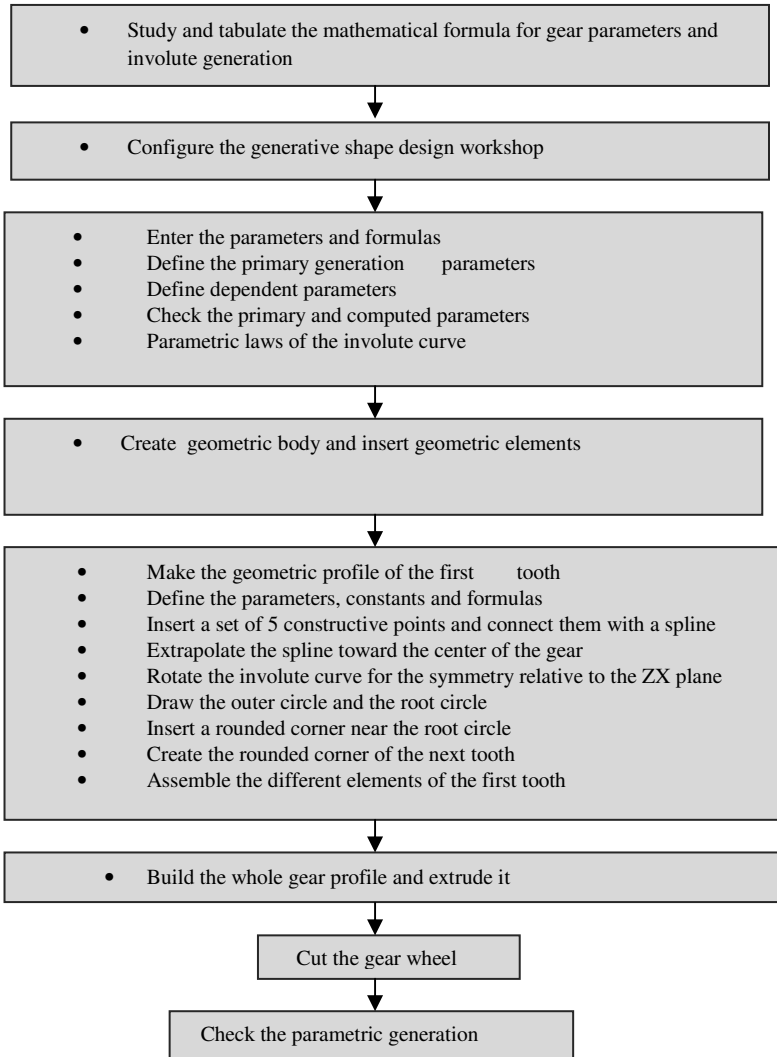 • Study and tabulate the mathematical formula for gear parameters and
involute generation
• Configure the generative shape design workshop
• Enter the parameters and formulas
• Define the primary generation parameters
• Define dependent parameters
• Check the primary and computed parameters
• Parametric laws of the involute curve
• Create geometric body and insert geometric elements
• Make the geometric profile of the first tooth
• Define the parameters, constants and formulas
• Insert a set of 5 constructive points and connect them with a spline
• Extrapolate the spline toward the center of the gear
• Rotate the involute curve for the symmetry relative to the ZX plane
• Draw the outer circle and the root circle
• Insert a rounded corner near the root circle
• Create the rounded corner of the next tooth
• Assemble the different elements of the first tooth
• Build the whole gear profile and extrude it
Cut the gear wheel
Check the parametric generation